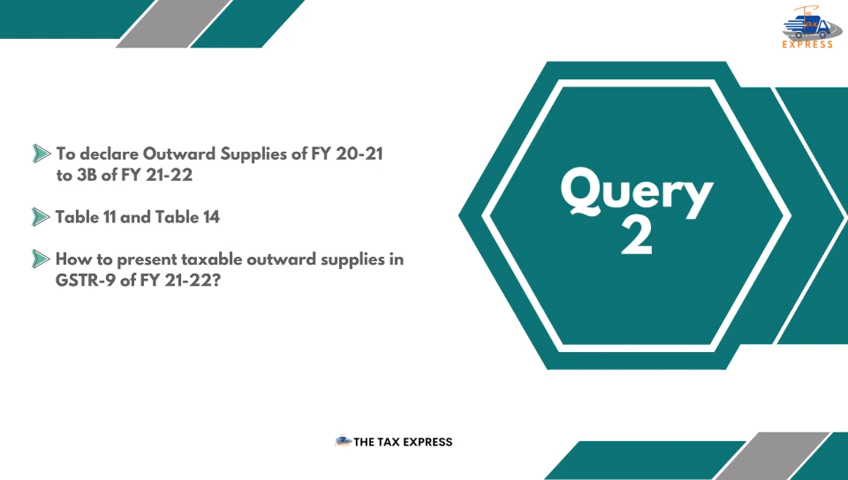 The
Tax
EXPRESS
To declare Outward Supplies of FY 20-21
to 3B of FY 21-22
Table 11 and Table 14
How to present taxable outward supplies in
GSTR-9 of FY 21-22?
Query
2
THE TAX EXPRESS